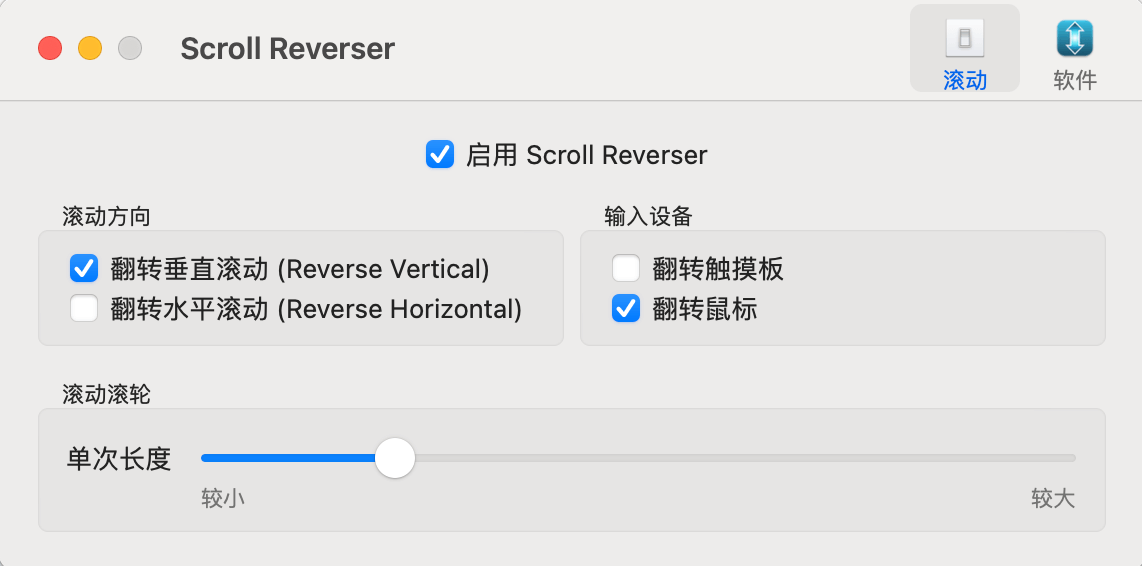 Scroll Reverser
滚动
软件
启用 Scroll Reverser
滚动方向
翻转垂直滚动 (Reverse Vertical)
翻转水平滚动 (Reverse Horizontal)
输入设备
翻转触摸板
翻转鼠标
滚动滚轮
单次长度
较小
较大